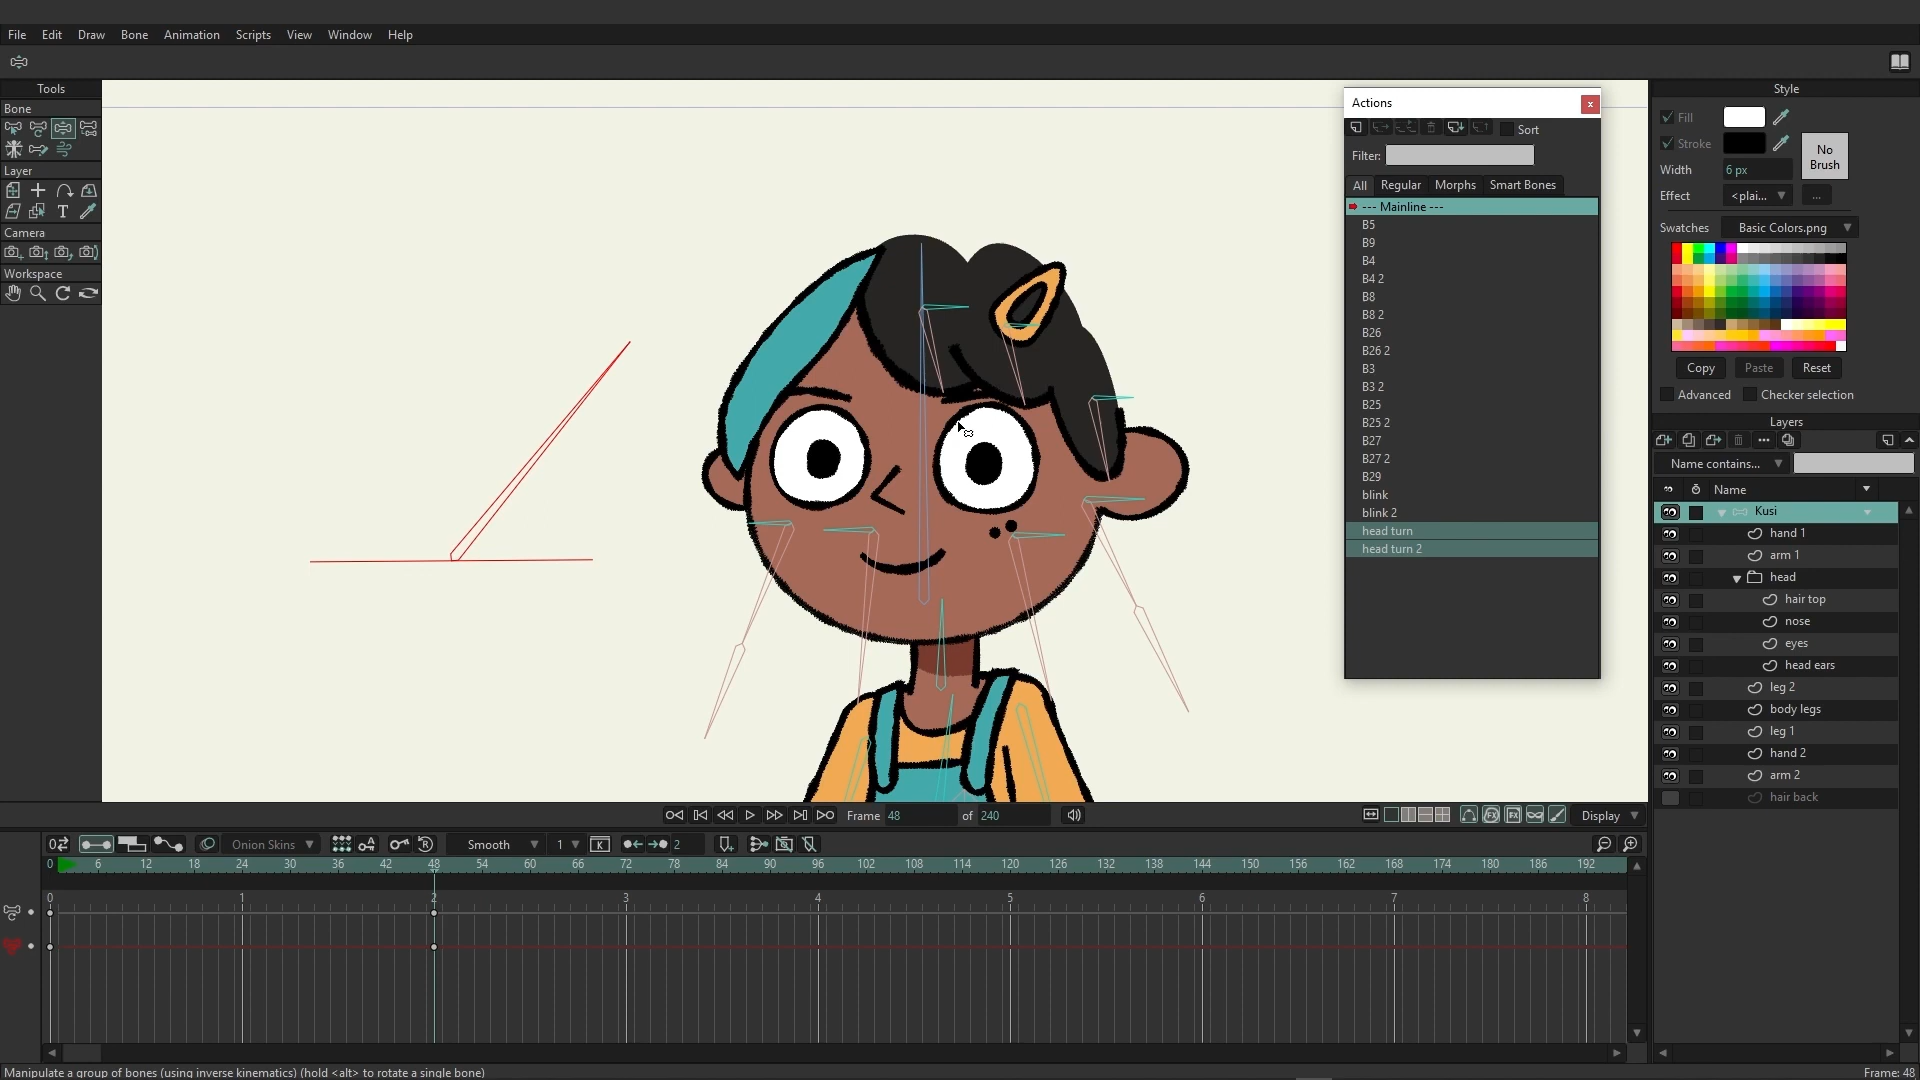 File Edit Draw Bone Animation Scripts View Window Help
Tools
Bone
Layer
T
Camera
Workspace
Actions
x
Sort
Filter:
All Regular Morphs Smart Bones
--- Mainline ---
B5
B9
B4
B4 2
B8
B8 2
B26
B26 2
B3
B3 2
B25
B25 2
B27
B27 2
B29
blink
blink 2
head turn
head turn 2
Style
Fill
Stroke
No Brush
Width 6 px
Effect <plai... ...
Swatches Basic Colors.png
Copy Paste Reset
Advanced Checker selection
Layers
Name contains...
Name
Kusi
hand 1
arm 1
head
hair top
nose
eyes
head ears
leg 2
body legs
leg 1
hand 2
arm 2
hair back
Frame 48 of 240
Display
Onion Skins Smooth 1 K 2
0 6 12 18 24 30 36 42 48 54 60 66 72 78 84 90 96 102 108 114 120 126 132 138 144 150 156 162 168 174 180 186 192
0 1 2 3 4 5 6 7 8
Manipulate a group of bones (using inverse kinematics) (hold <alt> to rotate a single bone)
Frame: 48